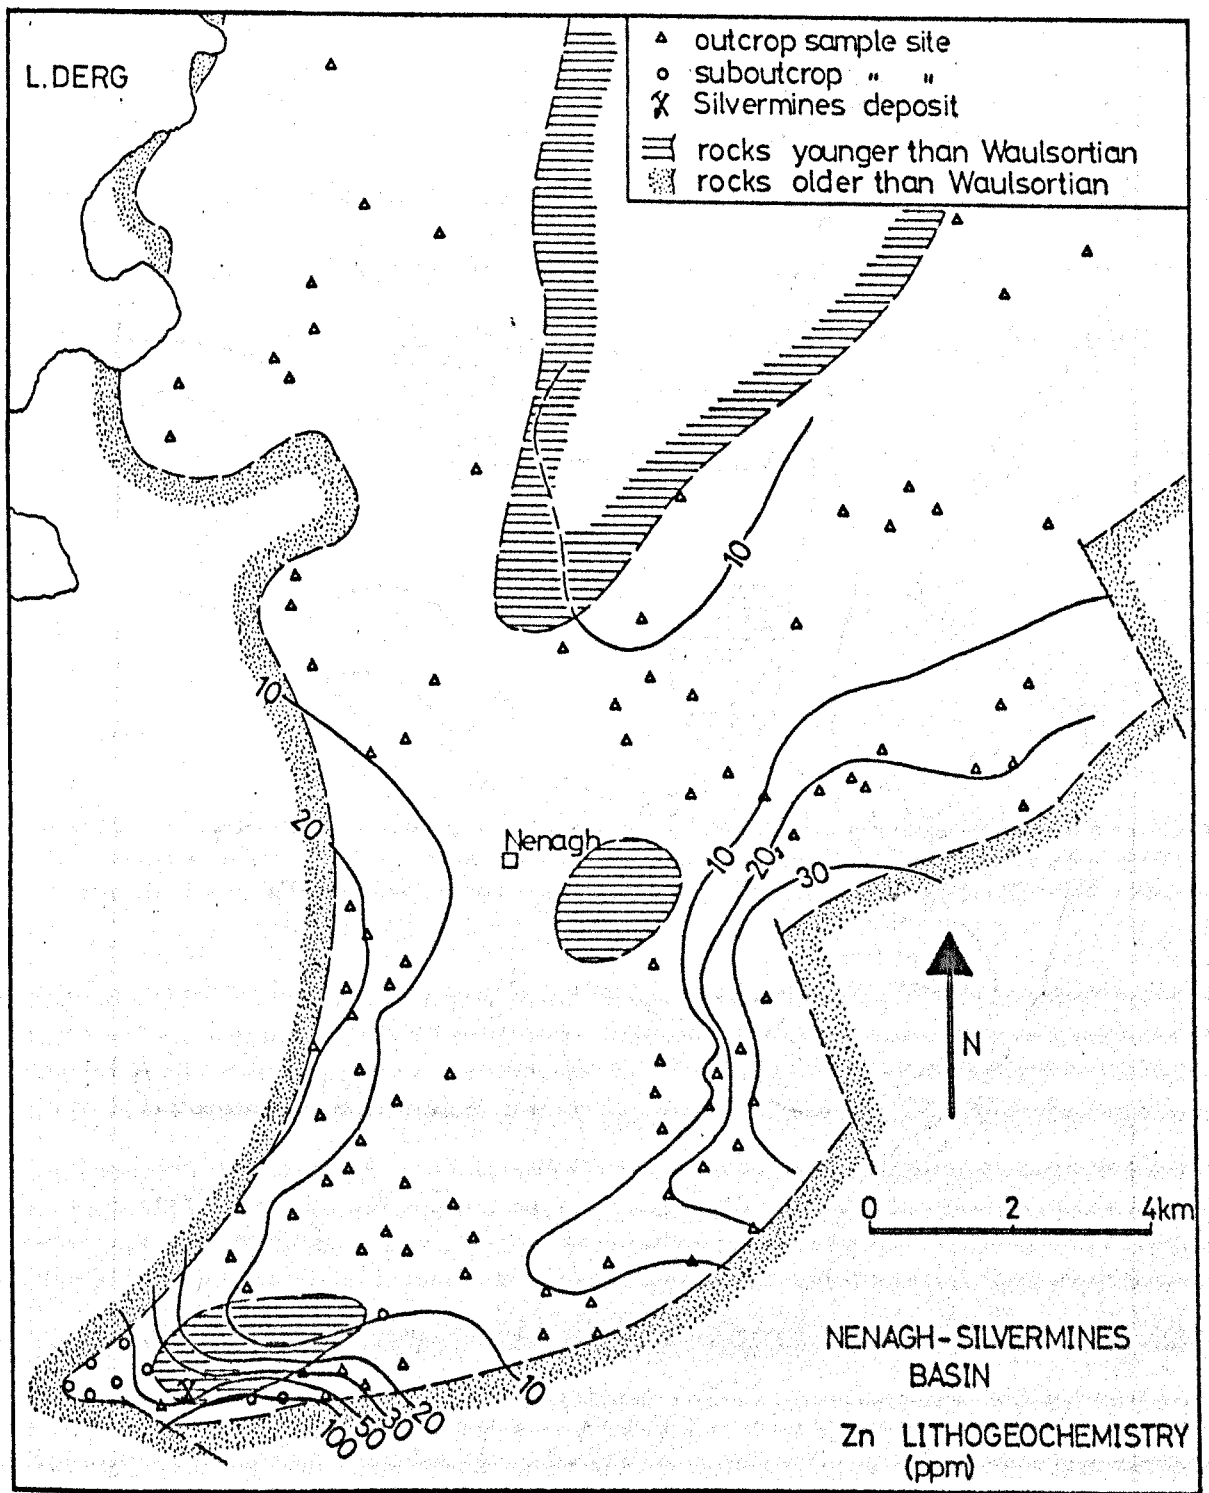 L. DERG
outcrop sample site
suboutcrop " "
Silvermines deposit
rocks younger than Waulsortian
rocks older than Waulsortian
10
10
20
Nenagh
10
20
30
N
0 2 4km
10
20
30
50
100
NENAGH-SILVERMINES
BASIN
Zn LITHOGEOCHEMISTRY
(ppm)